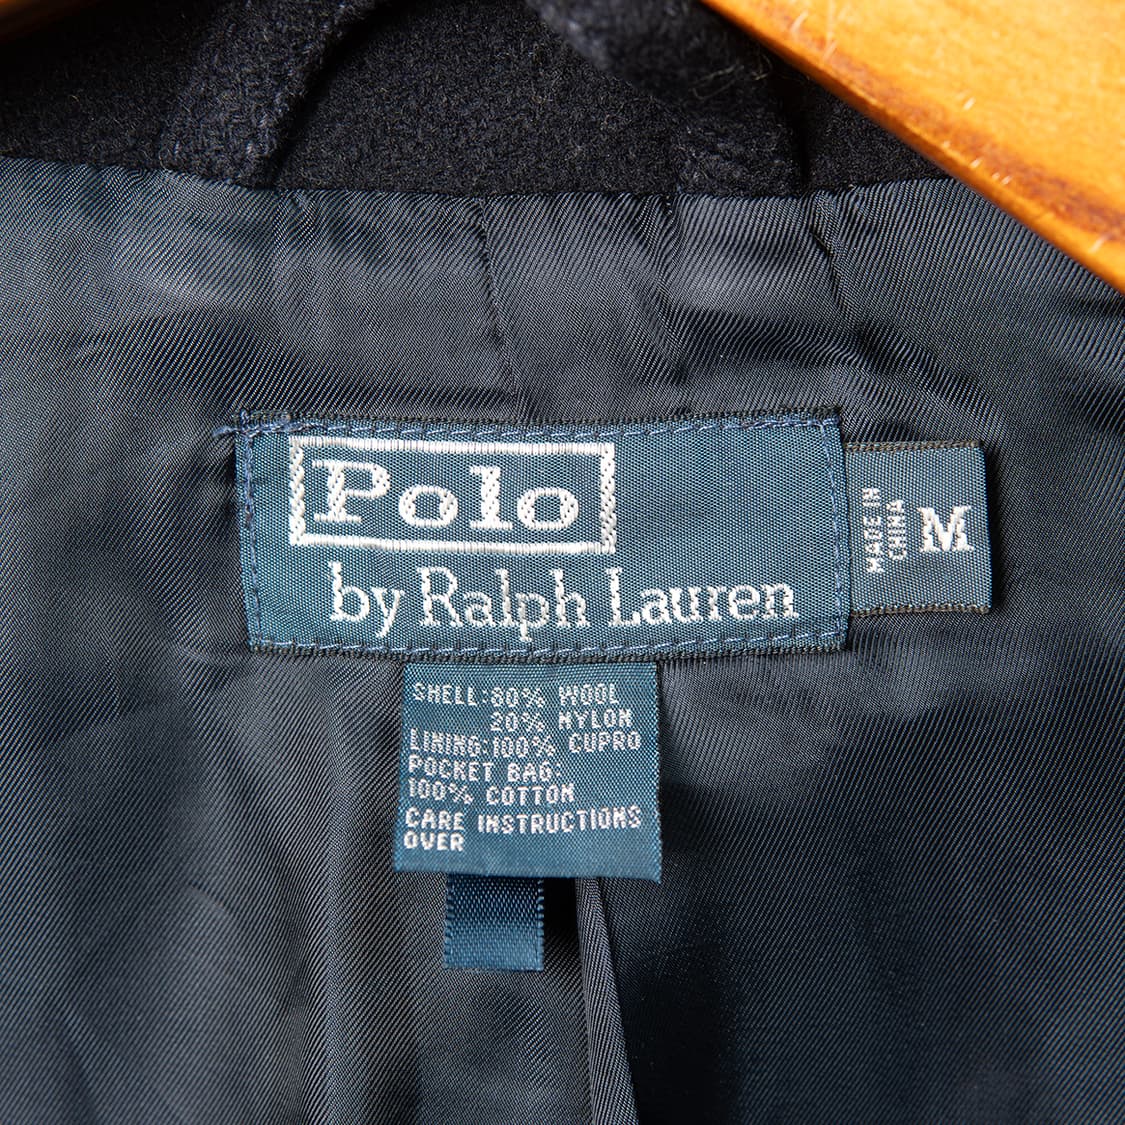 Polo
by Ralph Lauren
MADE IN
CHINA
M
SHELL:80% WOOL
20% NYLON
LINING:100% CUPRO
POCKET BAG:
100% COTTON
CARE INSTRUCTIONS
OVER